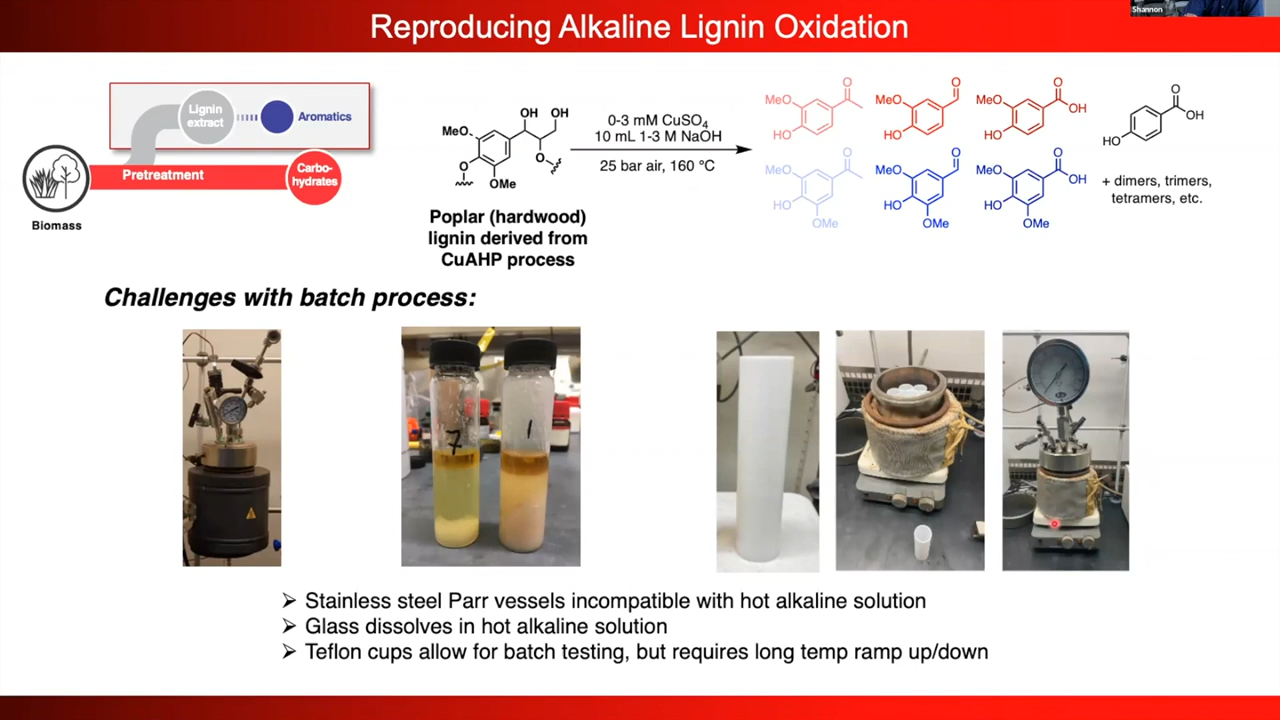 Shannon
Reproducing Alkaline Lignin Oxidation
Lignin
extract
Aromatics
Pretreatment
Carbo-
hydrates
Biomass
OH OH
MeO
O
O
OMe
Poplar (hardwood)
lignin derived from
CuAHP process
0-3 mM CuSO4
10 mL 1-3 M NaOH
25 bar air, 160 °C
O
MeO
HO
O
MeO
HO
O
MeO
OH
HO
O
OH
HO
O
MeO
HO
OMe
O
MeO
HO
OMe
O
MeO
OH
HO
OMe
+ dimers, trimers,
tetramers, etc.
Challenges with batch process:
7
1
➢ Stainless steel Parr vessels incompatible with hot alkaline solution
➢ Glass dissolves in hot alkaline solution
➢ Teflon cups allow for batch testing, but requires long temp ramp up/down